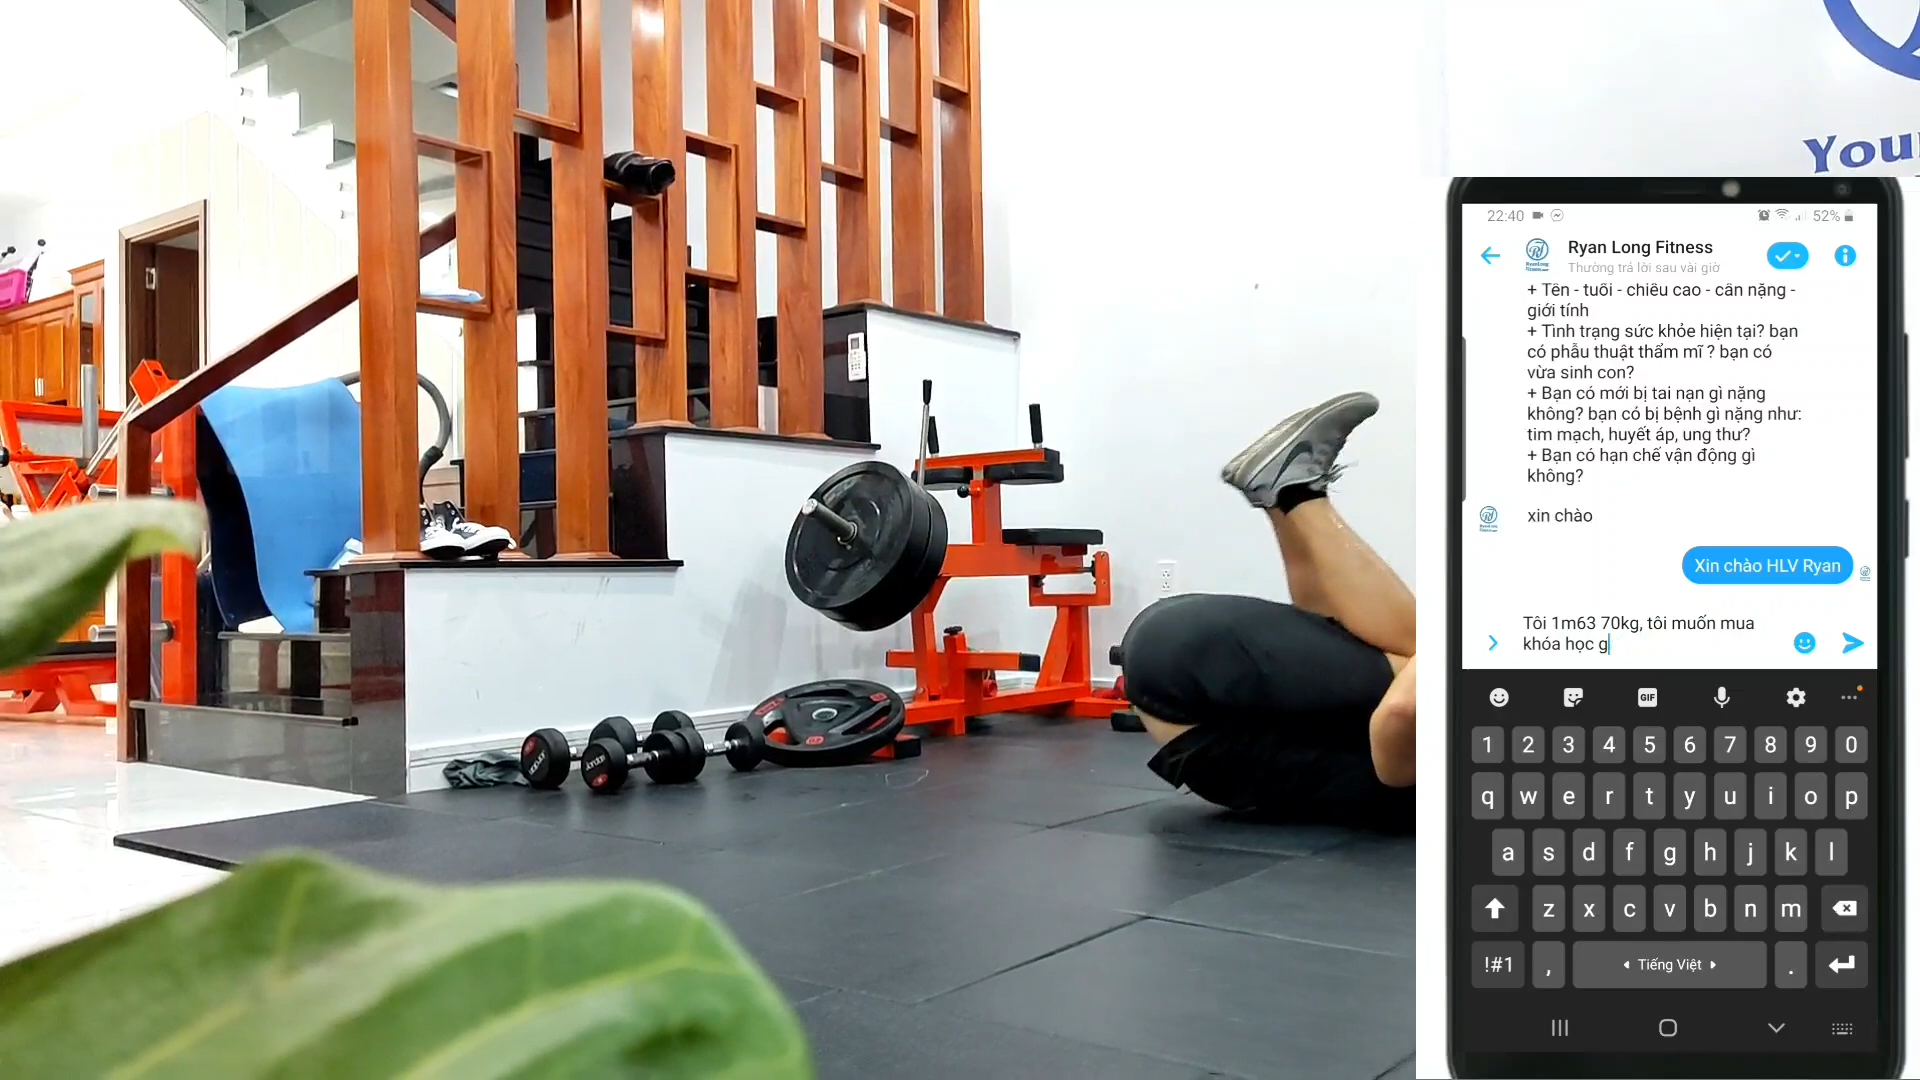 You
22:40
52%
Ryan Long Fitness
Thường trả lời sau vài giờ
+ Tên - tuổi - chiều cao - cân nặng -
giới tính
+ Tình trạng sức khỏe hiện tại? bạn
có phẫu thuật thẩm mĩ ? bạn có
vừa sinh con?
+ Bạn có mới bị tai nạn gì nặng
không? bạn có bị bệnh gì nặng như:
tim mạch, huyết áp, ung thư?
+ Bạn có hạn chế vận động gì
không?
xin chào
Xin chào HLV Ryan
Tôi 1m63 70kg, tôi muốn mua
khóa học g
GIF
1 2 3 4 5 6 7 8 9 0
q w e r t y u i o p
a s d f g h j k l
z x c v b n m
!#1 , Tiếng Việt .